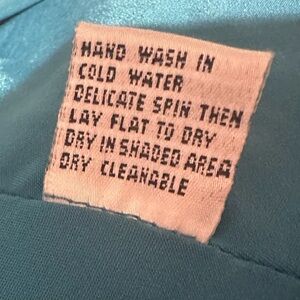 HAND WASH IN
COLD WATER
DELICATE SPIN THEN
LAY FLAT TO DRY
DRY IN SHADED AREA
DRY CLEANABLE